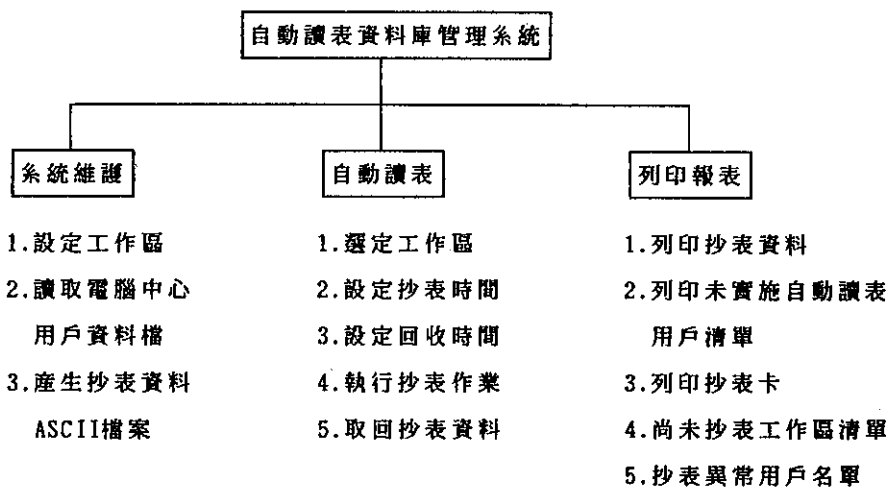 自動讀表資料庫管理系統
系統維護
1.設定工作區
2.讀取電腦中心
用戶資料檔
3.產生抄表資料
ASCII檔案
自動讀表
1.選定工作區
2.設定抄表時間
3.設定回收時間
4.執行抄表作業
5.取回抄表資料
列印報表
1.列印抄表資料
2.列印未實施自動讀表
用戶清單
3.列印抄表卡
4.尚未抄表工作區清單
5.抄表異常用戶名單